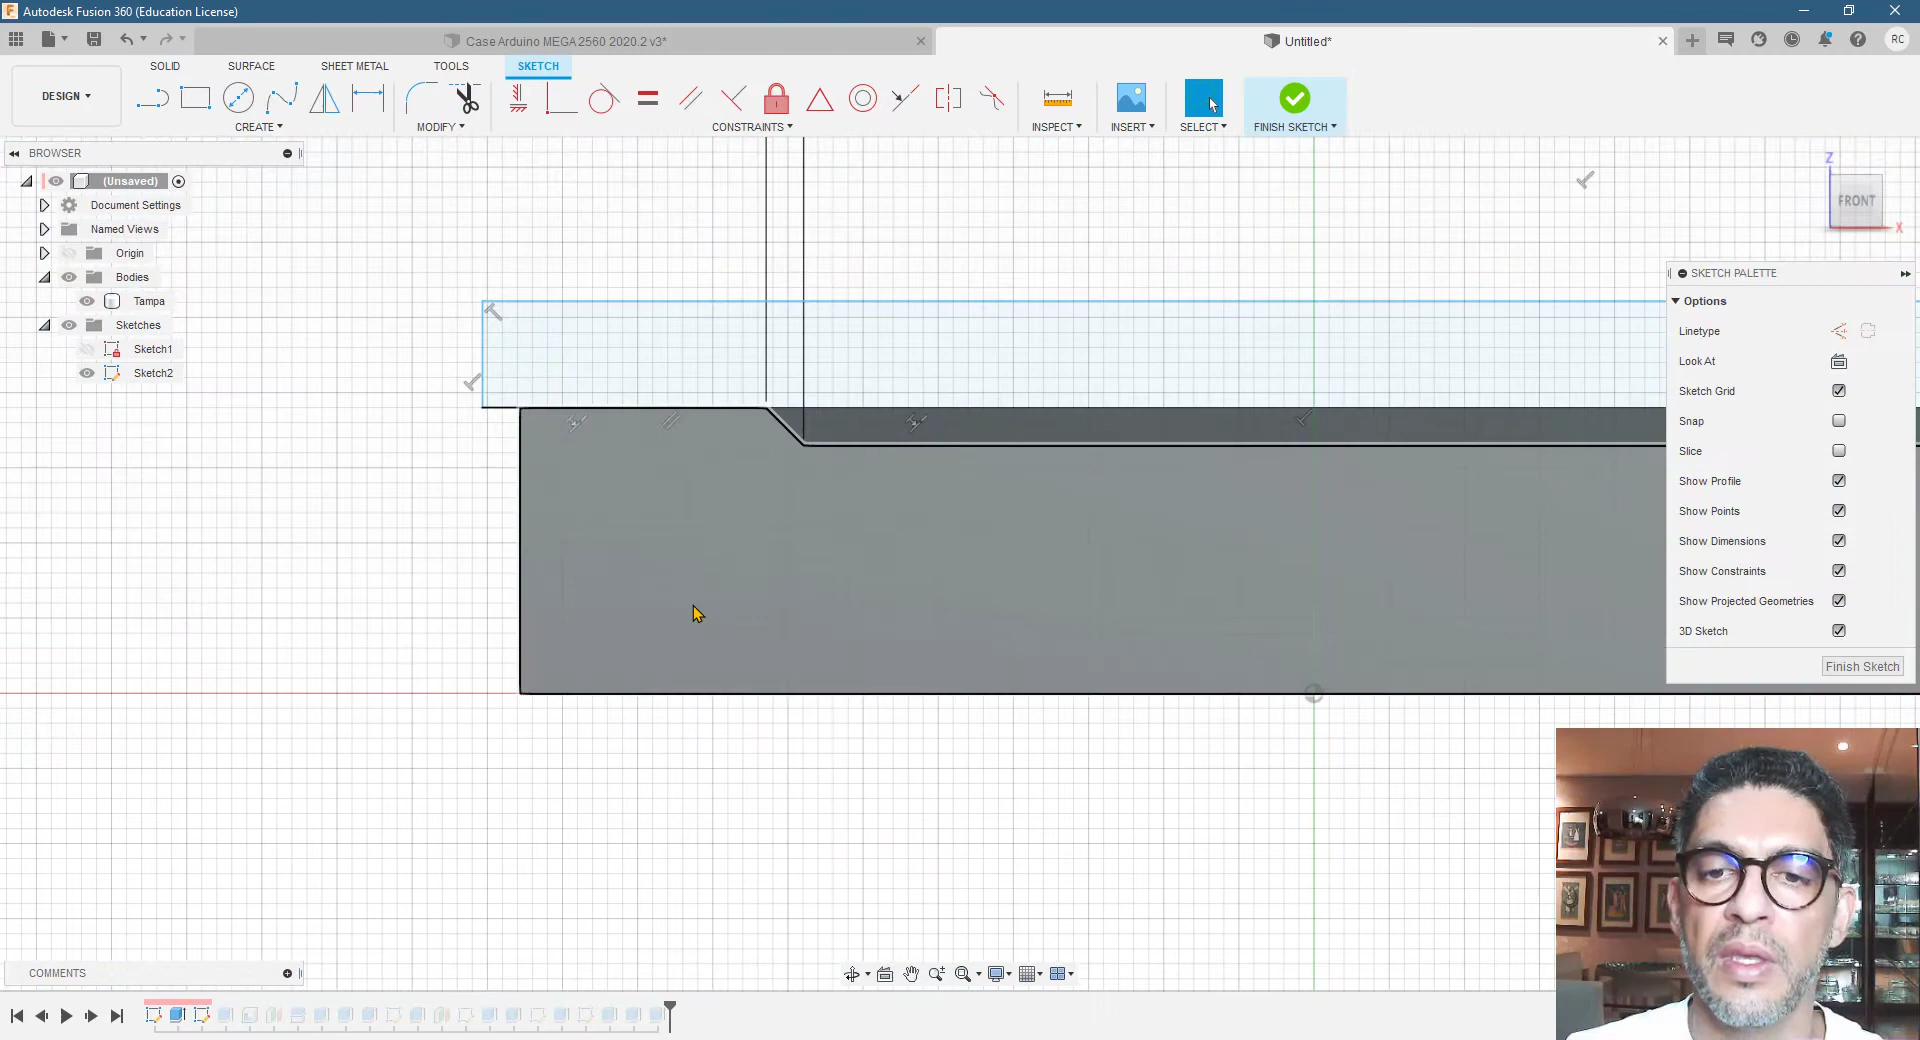 Autodesk Fusion 360 (Education License)
Case Arduino MEGA 2560 2020.2 v3*
Untitled*
RC
DESIGN
SOLID
SURFACE
SHEET METAL
TOOLS
SKETCH
CREATE
MODIFY
CONSTRAINTS
INSPECT
INSERT
SELECT
FINISH SKETCH
BROWSER
(Unsaved)
Document Settings
Named Views
Origin
Bodies
Tampa
Sketches
Sketch1
Sketch2
Z
FRONT
X
SKETCH PALETTE
Options
Linetype
Look At
Sketch Grid
Snap
Slice
Show Profile
Show Points
Show Dimensions
Show Constraints
Show Projected Geometries
3D Sketch
Finish Sketch
COMMENTS